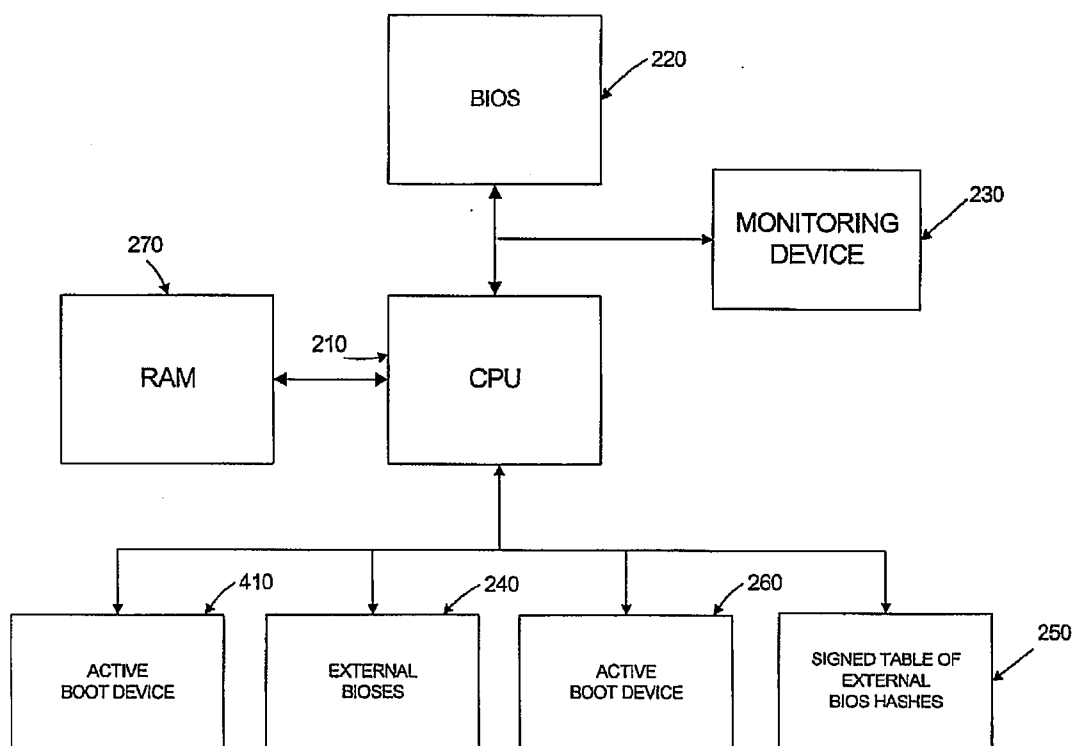 BIOS
220
MONITORING
DEVICE
230
270
RAM
210
CPU
410
ACTIVE
BOOT DEVICE
240
EXTERNAL
BIOSES
260
ACTIVE
BOOT DEVICE
250
SIGNED TABLE OF
EXTERNAL
BIOS HASHES